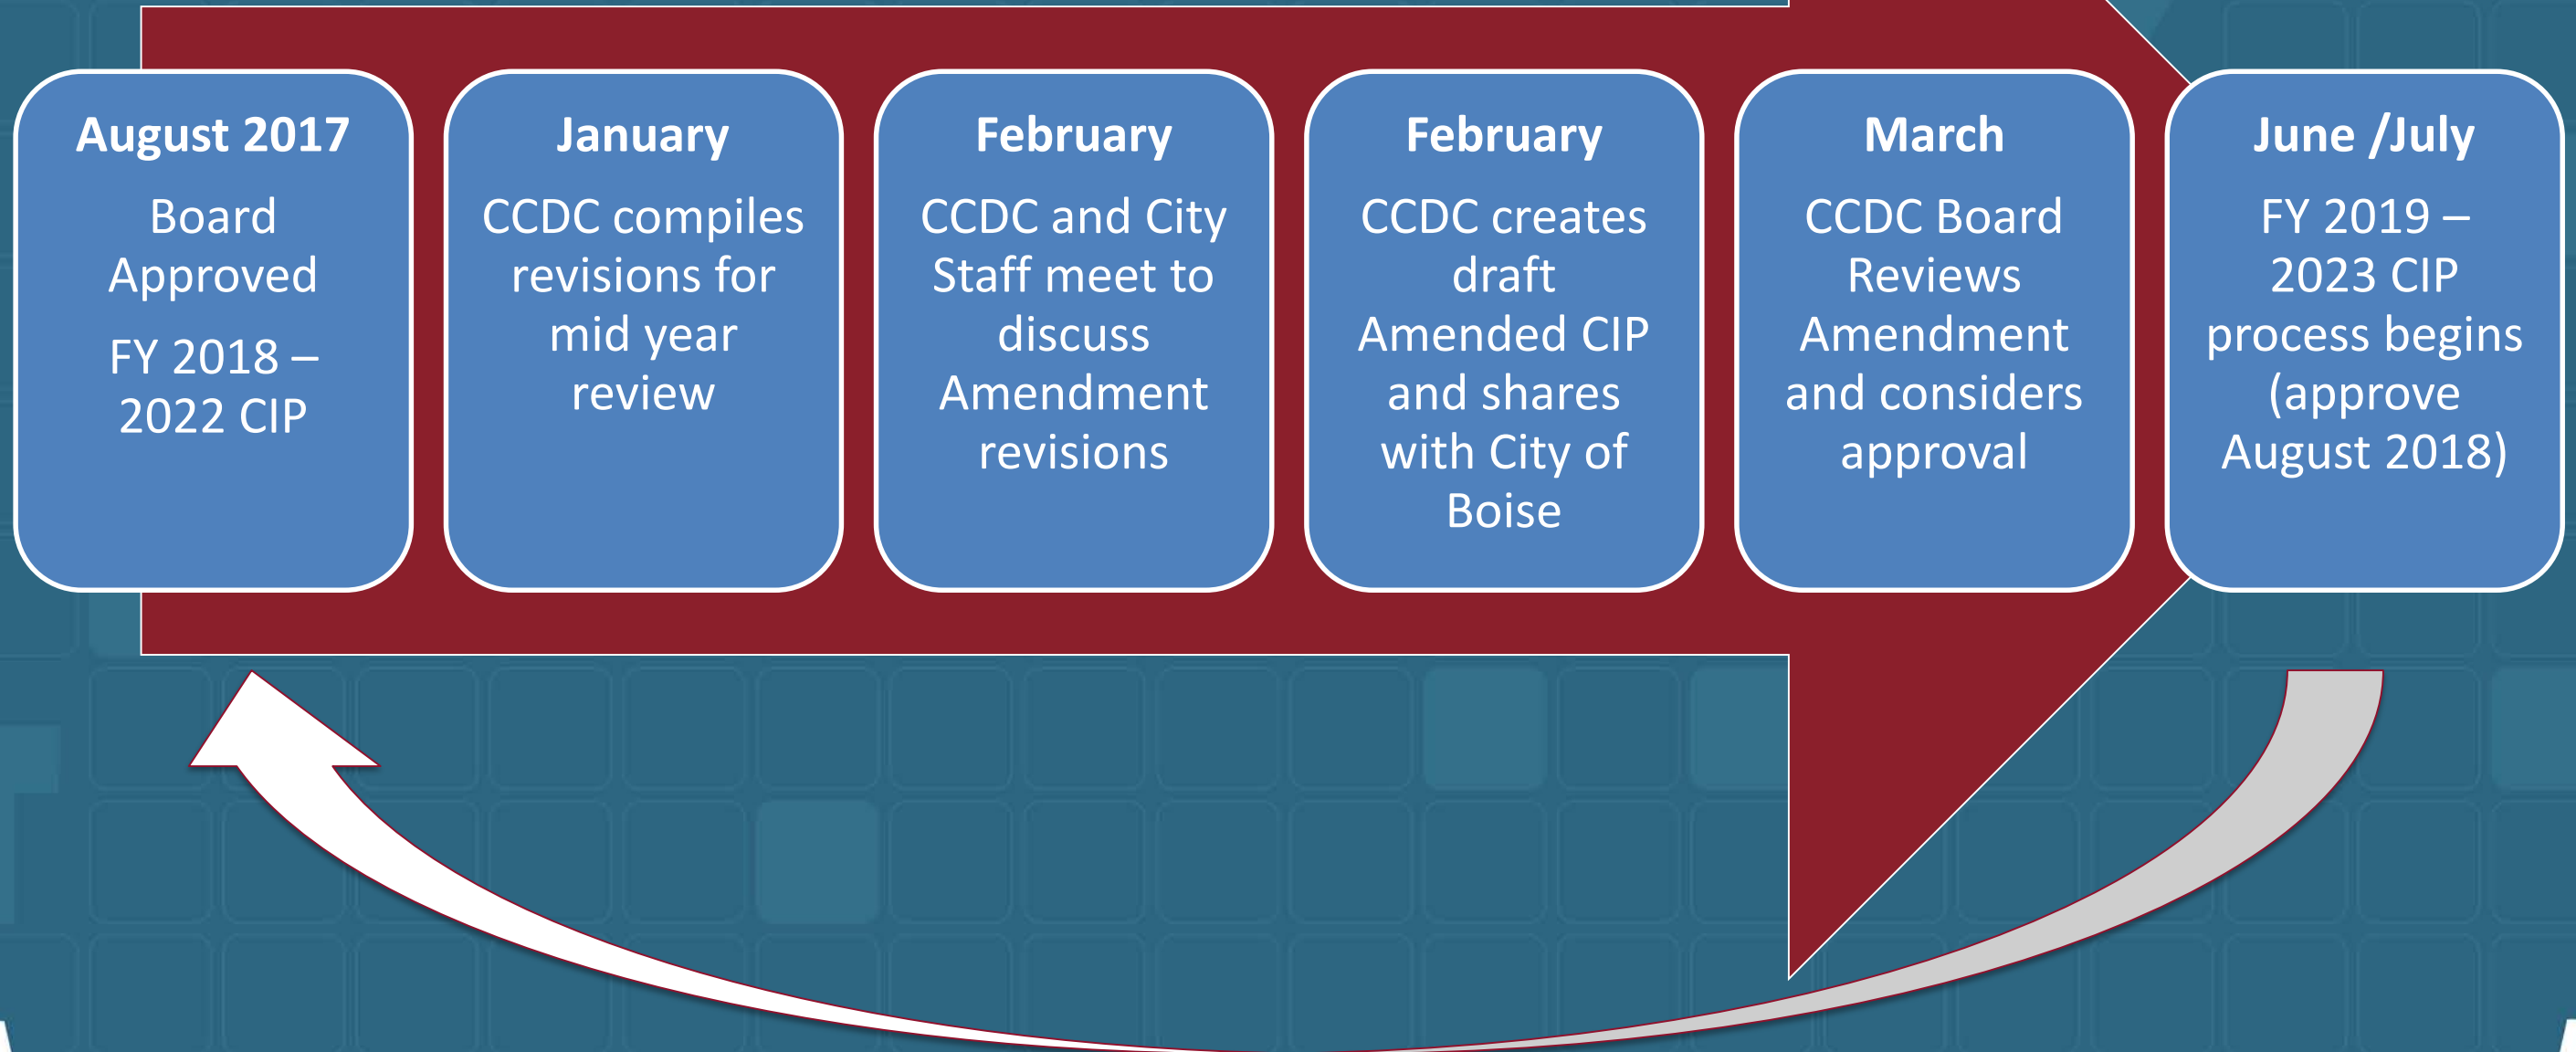 August 2017
Board
Approved
FY 2018 –
2022 CIP
January
CCDC compiles
revisions for
mid year
review
February
CCDC and City
Staff meet to
discuss
Amendment
revisions
February
CCDC creates
draft
Amended CIP
and shares
with City of
Boise
March
CCDC Board
Reviews
Amendment
and considers
approval
June /July
FY 2019 –
2023 CIP
process begins
(approve
August 2018)